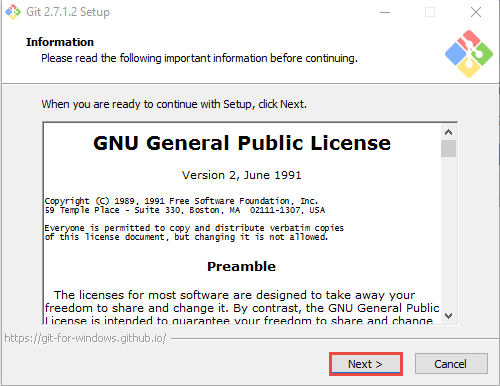 Git 2.7.1.2 Setup
Information
Please read the following important information before continuing.
When you are ready to continue with Setup, click Next.
GNU General Public License
Version 2, June 1991
Copyright (C) 1989, 1991 Free Software Foundation, Inc.
59 Temple Place - Suite 330, Boston, MA  02111-1307, USA
Everyone is permitted to copy and distribute verbatim copies
of this license document, but changing it is not allowed.
Preamble
The licenses for most software are designed to take away your
freedom to share and change it. By contrast, the GNU General Public
License is intended to guarantee your freedom to share and change
https://git-for-windows.github.io/
Next >
Cancel